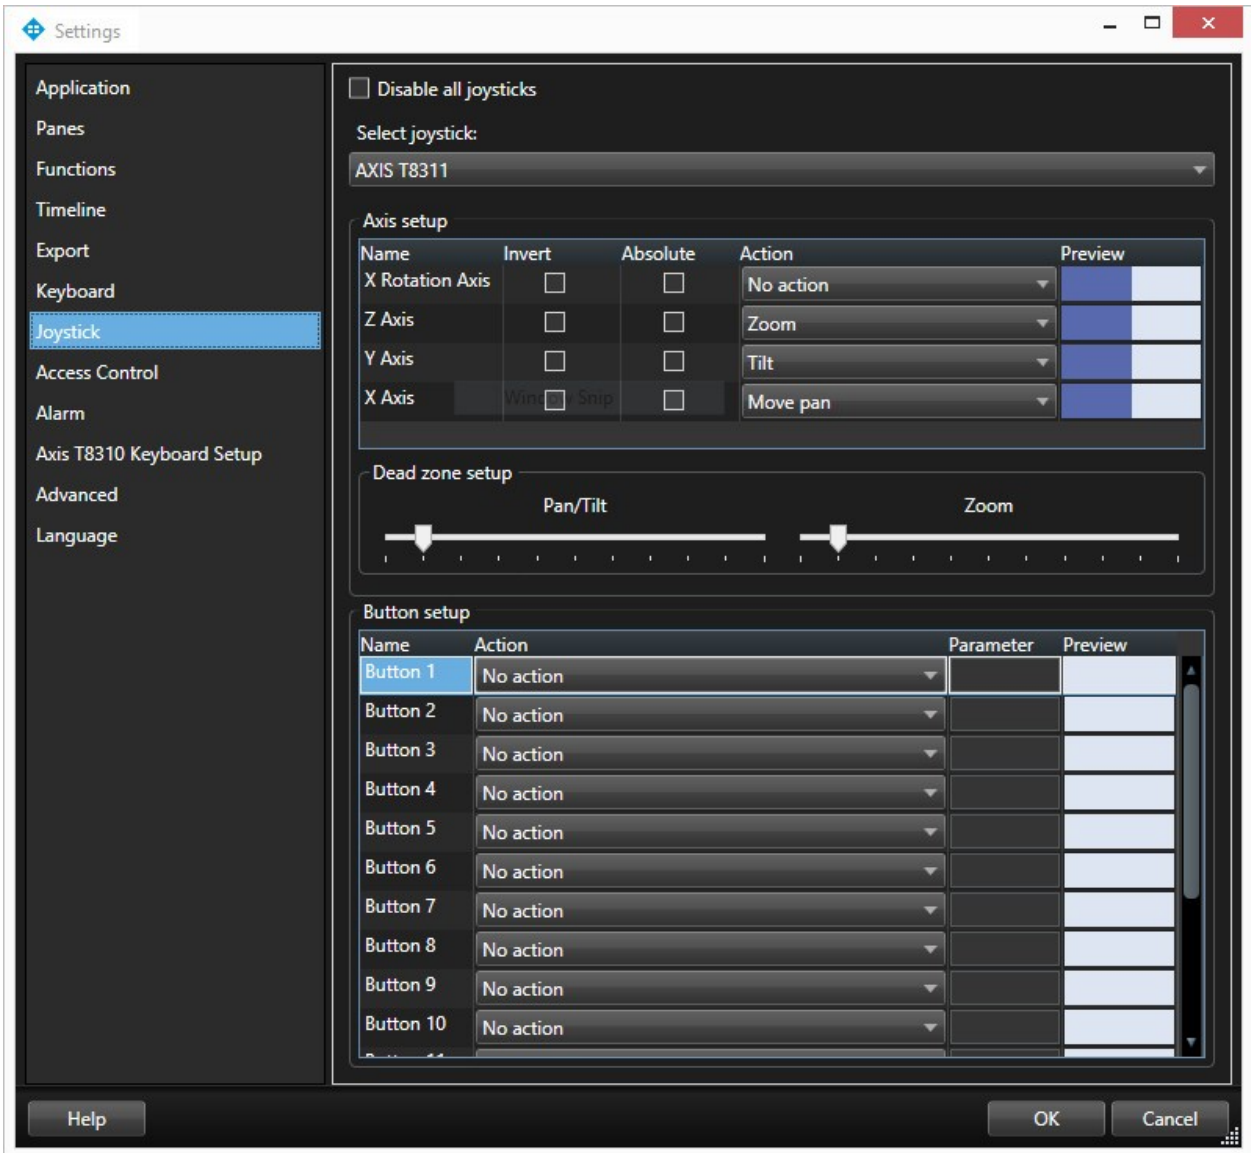 Settings
Application
Panes
Functions
Timeline
Export
Keyboard
Joystick
Access Control
Alarm
Axis T8310 Keyboard Setup
Advanced
Language
Disable all joysticks
Select joystick:
AXIS T8311
Axis setup
Name Invert Absolute Action Preview
X Rotation Axis No action
Z Axis Zoom
Y Axis Tilt
X Axis Window Snip Move pan
Dead zone setup
Pan/Tilt Zoom
Button setup
Name Action Parameter Preview
Button 1 No action
Button 2 No action
Button 3 No action
Button 4 No action
Button 5 No action
Button 6 No action
Button 7 No action
Button 8 No action
Button 9 No action
Button 10 No action
Help OK Cancel